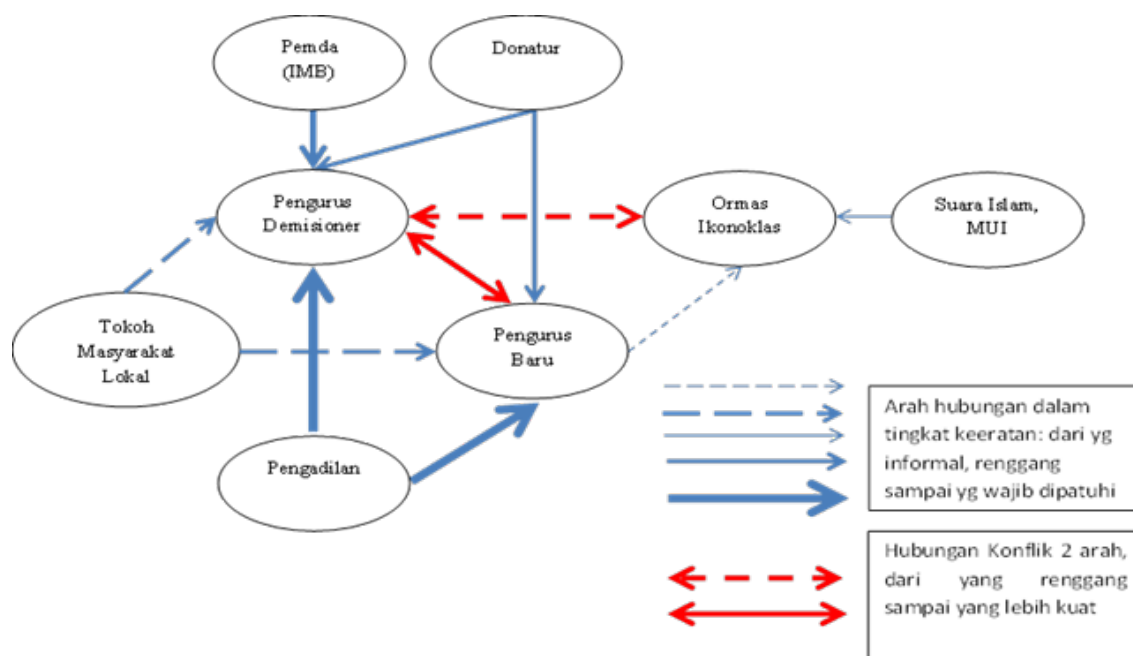 Pemda
(IMB)
Donatur
Pengurus
Demisioner
Ormas
Ikonoklas
Suara Islam,
MUI
Tokoh
Masyarakat
Lokal
Pengurus
Baru
Pengadilan
Arah hubungan dalam
tingkat keeratan: dari yg
informal, renggang
sampai yg wajib dipatuhi
Hubungan Konflik 2 arah,
dari yang renggang
sampai yang lebih kuat